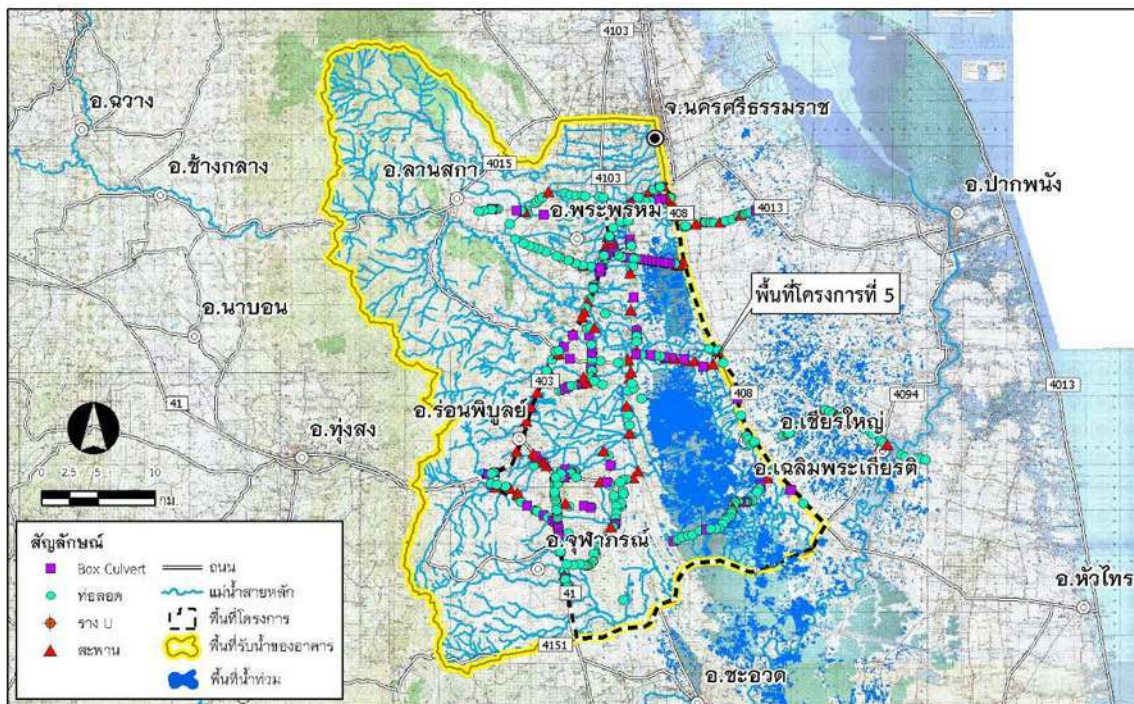 4103
อ.ฉวาง
จ.นครศรีธรรมราช
อ.ช้างกลาง
4015
อ.ลานสกา
4103
อ.ปากพนัง
อ.พระพรหม
408
4013
อ.นาบอน
พื้นที่โครงการที่ 5
41
403
408
4094
4013
อ.ร่อนพิบูลย์
อ.เชียรใหญ่
อ.ทุ่งสง
อ.เฉลิมพระเกียรติ
0 2.5 5 10
กม.
อ.จุฬาภรณ์
อ.หัวไทร
41
4151
อ.ชะอวด
สัญลักษณ์
Box Culvert
ท่อลอด
ราง U
สะพาน
ถนน
แม่น้ำสายหลัก
พื้นที่โครงการ
พื้นที่รับน้ำของอาคาร
พื้นที่น้ำท่วม